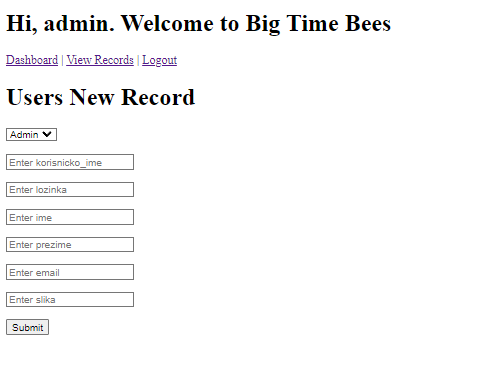 Hi, admin. Welcome to Big Time Bees
Dashboard | View Records | Logout
Users New Record
Admin
Enter korisnicko_ime
Enter lozinka
Enter ime
Enter prezime
Enter email
Enter slika
Submit